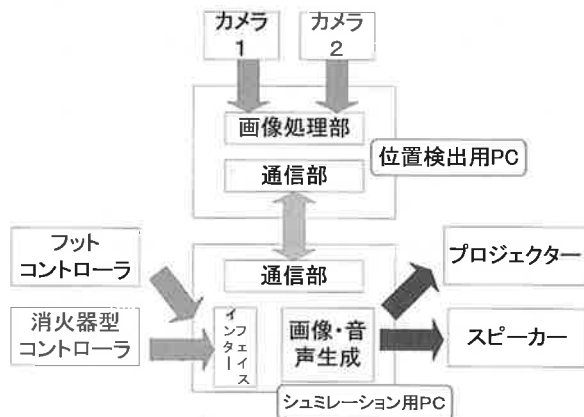 カメラ
1
カメラ
2
画像処理部
位置検出用PC
通信部
フット
コントローラ
プロジェクター
通信部
消火器型
コントローラ
インター
フェイス
画像・音
声生成
スピーカー
シュミレーション用PC